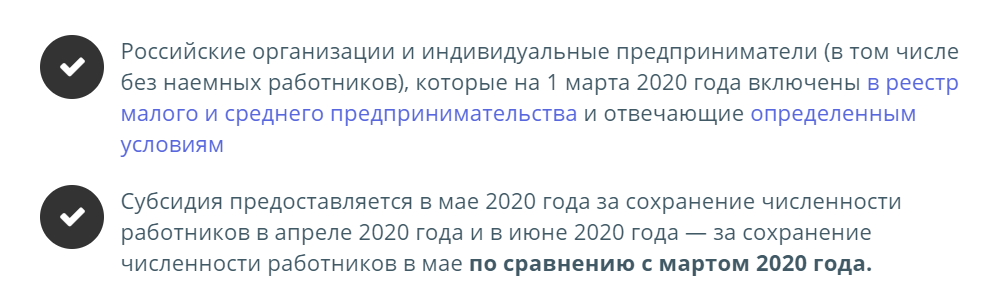 Российские организации и индивидуальные предприниматели (в том числе
без наемных работников), которые на 1 марта 2020 года включены в реестр
малого и среднего предпринимательства и отвечающие определенным
условиям
Субсидия предоставляется в мае 2020 года за сохранение численности
работников в апреле 2020 года и в июне 2020 года — за сохранение
численности работников в мае по сравнению с мартом 2020 года.